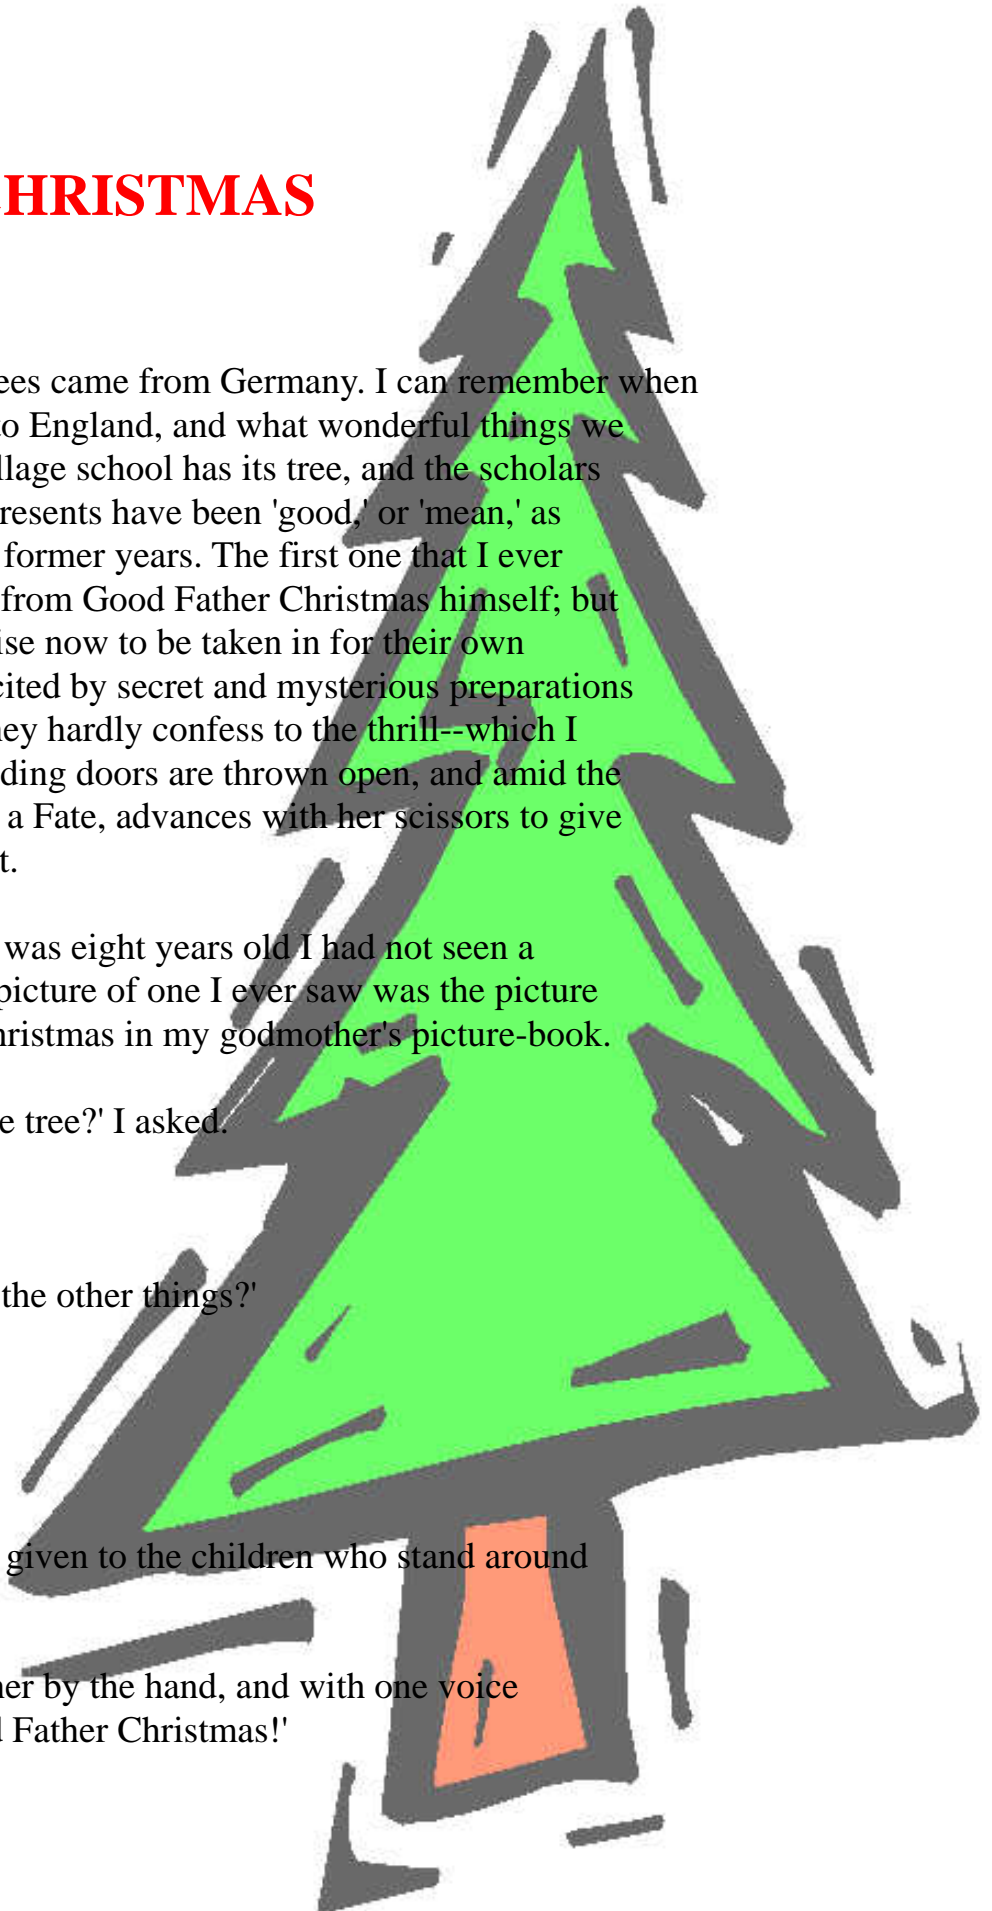 CHRISTMAS
ees came from Germany. I can remember when
to England, and what wonderful things we
llage school has its tree, and the scholars
resents have been 'good,' or 'mean,' as
former years. The first one that I ever
from Good Father Christmas himself; but
ise now to be taken in for their own
cited by secret and mysterious preparations
hey hardly confess to the thrill--which I
ding doors are thrown open, and amid the
a Fate, advances with her scissors to give
t.
was eight years old I had not seen a
picture of one I ever saw was the picture
hristmas in my godmother's picture-book.
e tree?' I asked.
the other things?'
given to the children who stand around
her by the hand, and with one voice
d Father Christmas!'